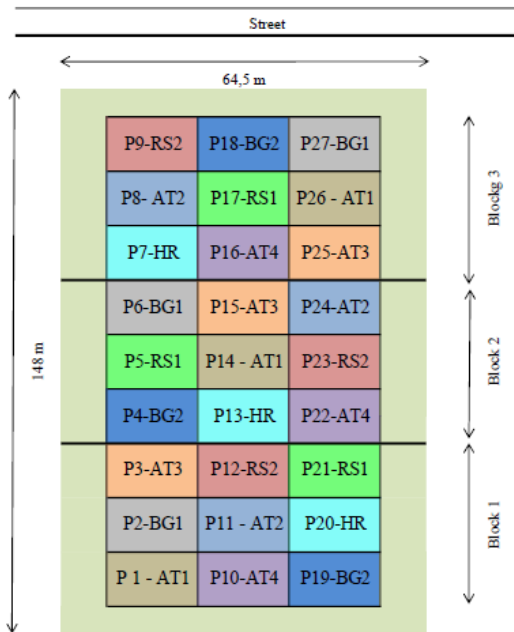 Street
64,5 m
148 m
P9-RS2 P18-BG2 P27-BG1
P8- AT2 P17-RS1 P26 - AT1
P7-HR P16-AT4 P25-AT3
Blockg 3
P6-BG1 P15-AT3 P24-AT2
P5-RS1 P14 - AT1 P23-RS2
P4-BG2 P13-HR P22-AT4
Block 2
P3-AT3 P12-RS2 P21-RS1
P2-BG1 P11 - AT2 P20-HR
P 1 - AT1 P10-AT4 P19-BG2
Block 1